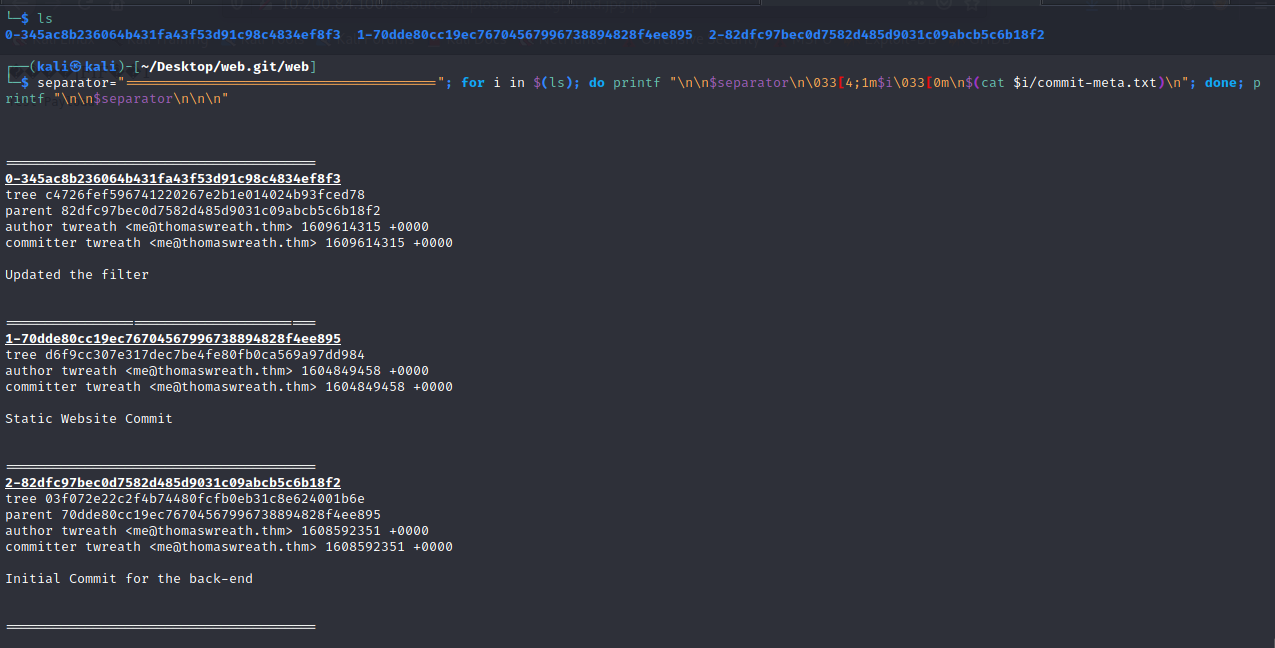 └─$ ls
0-345ac8b236064b431fa43f53d91c98c4834ef8f3  1-70dde80cc19ec76704567996738894828f4ee895  2-82dfc97bec0d7582d485d9031c09abcb5c6b18f2
┌──(kali㉿kali)-[~/Desktop/web.git/web]
└─$ separator="======================================="; for i in $(ls); do printf "\n\n$separator\n\033[4;1m$i\033[0m\n$(cat $i/commit-meta.txt)\n"; done; p
rintf "\n\n$separator\n\n\n"
=======================================
0-345ac8b236064b431fa43f53d91c98c4834ef8f3
tree c4726fef596741220267e2b1e014024b93fced78
parent 82dfc97bec0d7582d485d9031c09abcb5c6b18f2
author twreath <me@thomaswreath.thm> 1609614315 +0000
committer twreath <me@thomaswreath.thm> 1609614315 +0000
Updated the filter
=======================================
1-70dde80cc19ec76704567996738894828f4ee895
tree d6f9cc307e317dec7be4fe80fb0ca569a97dd984
author twreath <me@thomaswreath.thm> 1604849458 +0000
committer twreath <me@thomaswreath.thm> 1604849458 +0000
Static Website Commit
=======================================
2-82dfc97bec0d7582d485d9031c09abcb5c6b18f2
tree 03f072e22c2f4b74480fcfb0eb31c8e624001b6e
parent 70dde80cc19ec76704567996738894828f4ee895
author twreath <me@thomaswreath.thm> 1608592351 +0000
committer twreath <me@thomaswreath.thm> 1608592351 +0000
Initial Commit for the back-end
=======================================